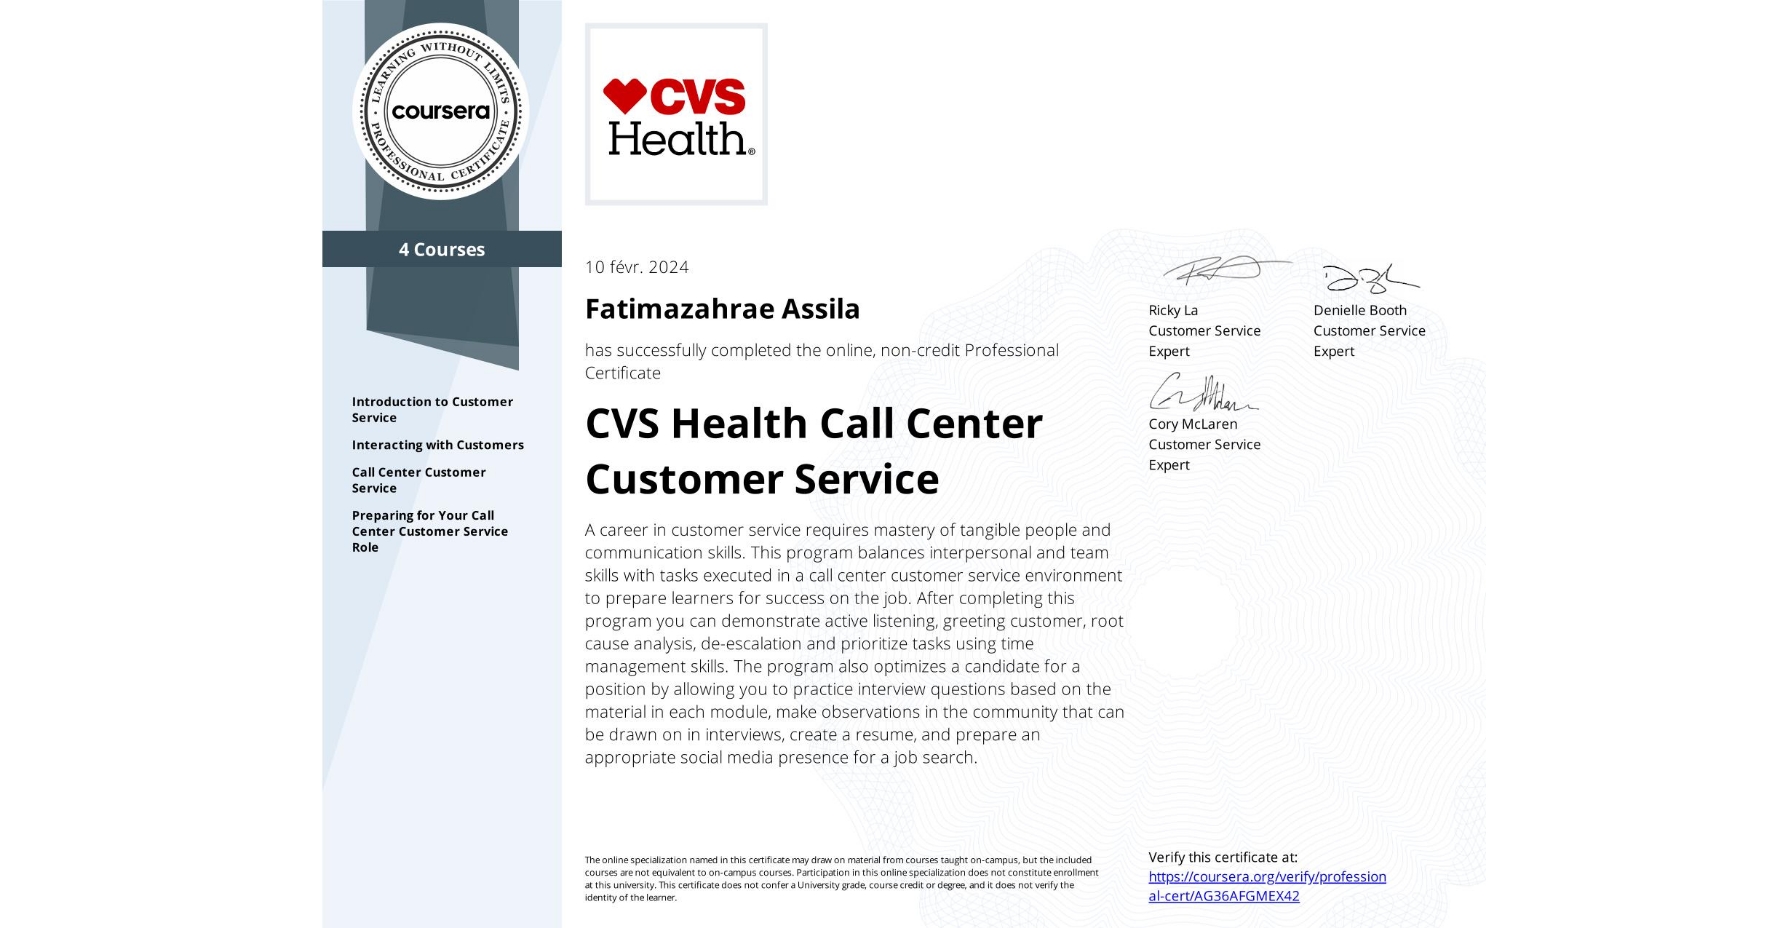 LEARNING WITHOUT LIMITS
coursera
PROFESSIONAL CERTIFICATE
4 Courses
Introduction to Customer
Service
Interacting with Customers
Call Center Customer
Service
Preparing for Your Call
Center Customer Service
Role
CVS
Health®
10 févr. 2024
Fatimazahrae Assila
has successfully completed the online, non-credit Professional
Certificate
CVS Health Call Center
Customer Service
A career in customer service requires mastery of tangible people and
communication skills. This program balances interpersonal and team
skills with tasks executed in a call center customer service environment
to prepare learners for success on the job. After completing this
program you can demonstrate active listening, greeting customer, root
cause analysis, de-escalation and prioritize tasks using time
management skills. The program also optimizes a candidate for a
position by allowing you to practice interview questions based on the
material in each module, make observations in the community that can
be drawn on in interviews, create a resume, and prepare an
appropriate social media presence for a job search.
Ricky La
Customer Service
Expert
Denielle Booth
Customer Service
Expert
Cory McLaren
Customer Service
Expert
The online specialization named in this certificate may draw on material from courses taught on-campus, but the included
courses are not equivalent to on-campus courses. Participation in this online specialization does not constitute enrollment
at this university. This certificate does not confer a University grade, course credit or degree, and it does not verify the
identity of the learner.
Verify this certificate at:
https://coursera.org/verify/profession
al-cert/AG36AFGMEX42